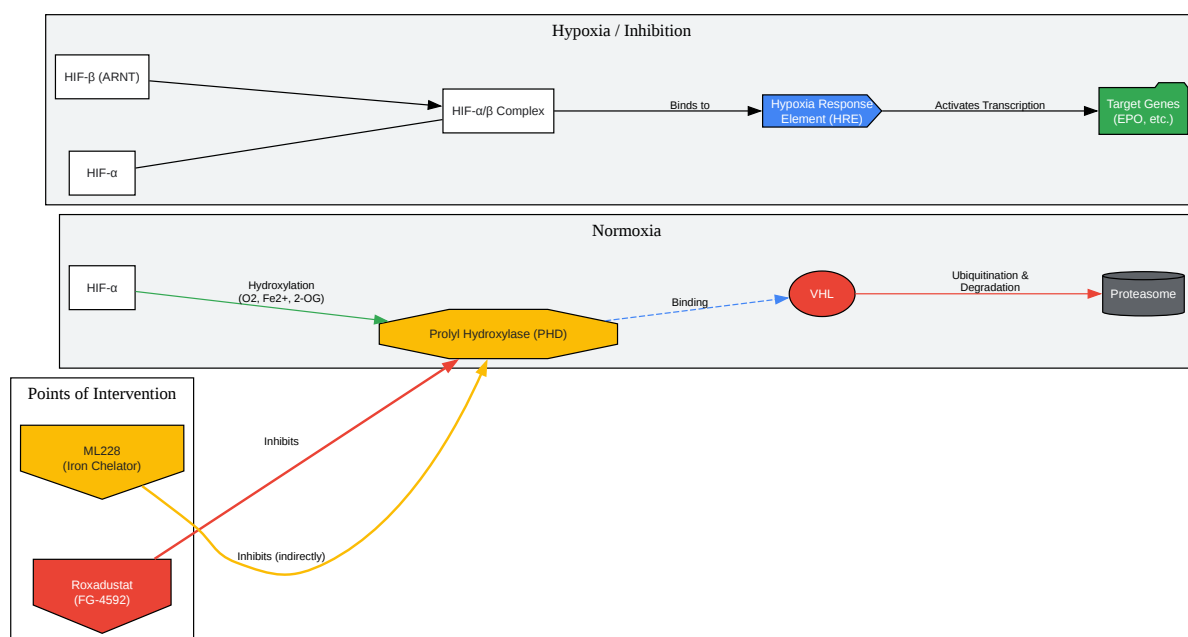 Hypoxia / Inhibition
HIF-β (ARNT)
HIF-α/β Complex
Binds to
Hypoxia Response
Element (HRE)
Activates Transcription
Target Genes
(EPO, etc.)
HIF-α
Normoxia
HIF-α
Hydroxylation
(O2, Fe2+, 2-OG)
Prolyl Hydroxylase (PHD)
Binding
VHL
Ubiquitination &
Degradation
Proteasome
Points of Intervention
ML228
(Iron Chelator)
Inhibits
Inhibits (indirectly)
Roxadustat
(FG-4592)